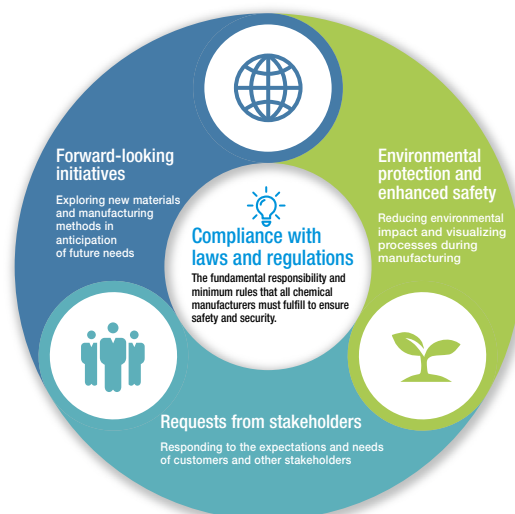 Forward-looking
initiatives
Exploring new materials
and manufacturing
methods in
anticipation
of future needs
Environmental
protection and
enhanced safety
Reducing environmental
impact and visualizing
processes during
manufacturing
Compliance with
laws and regulations
The fundamental responsibility and
minimum rules that all chemical
manufacturers must fulfill to ensure
safety and security.
Requests from stakeholders
Responding to the expectations and needs
of customers and other stakeholders